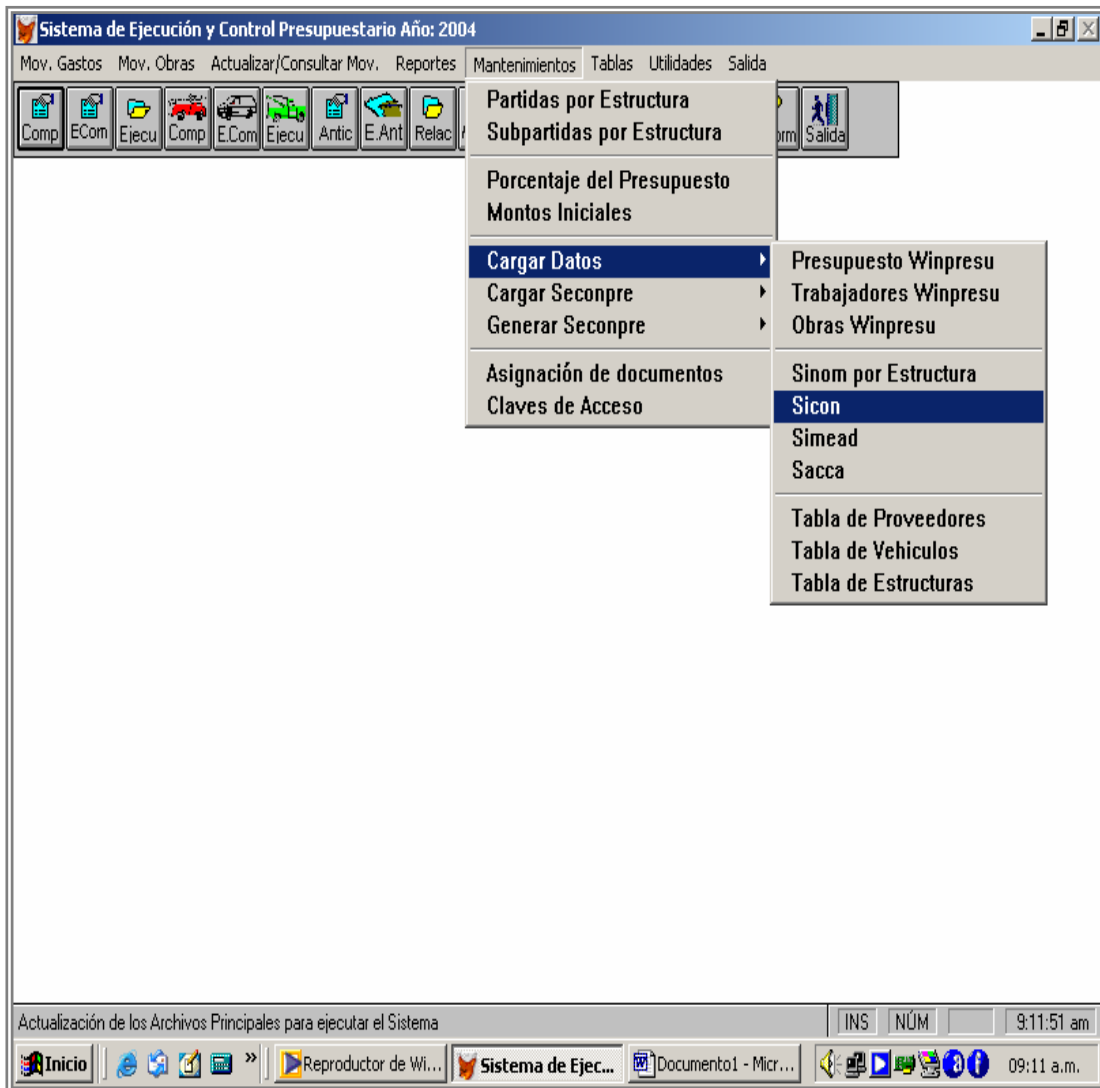 Sistema de Ejecución y Control Presupuestario Año: 2004
Mov. Gastos Mov. Obras Actualizar/Consultar Mov. Reportes Mantenimientos Tablas Utilidades Salida
Comp ECom Ejecu Comp E.Com Ejecu Antic E.Ant Relac Salida
Partidas por Estructura
Subpartidas por Estructura
Porcentaje del Presupuesto
Montos Iniciales
Cargar Datos
Cargar Seconpre
Generar Seconpre
Asignación de documentos
Claves de Acceso
Presupuesto Winpresu
Trabajadores Winpresu
Obras Winpresu
Sinom por Estructura
Sicon
Simead
Sacca
Tabla de Proveedores
Tabla de Vehiculos
Tabla de Estructuras
Actualización de los Archivos Principales para ejecutar el Sistema INS NÚM 9:11:51 am
Inicio » Reproductor de Wi... Sistema de Ejec... Documento1 - Micr... 09:11 a.m.